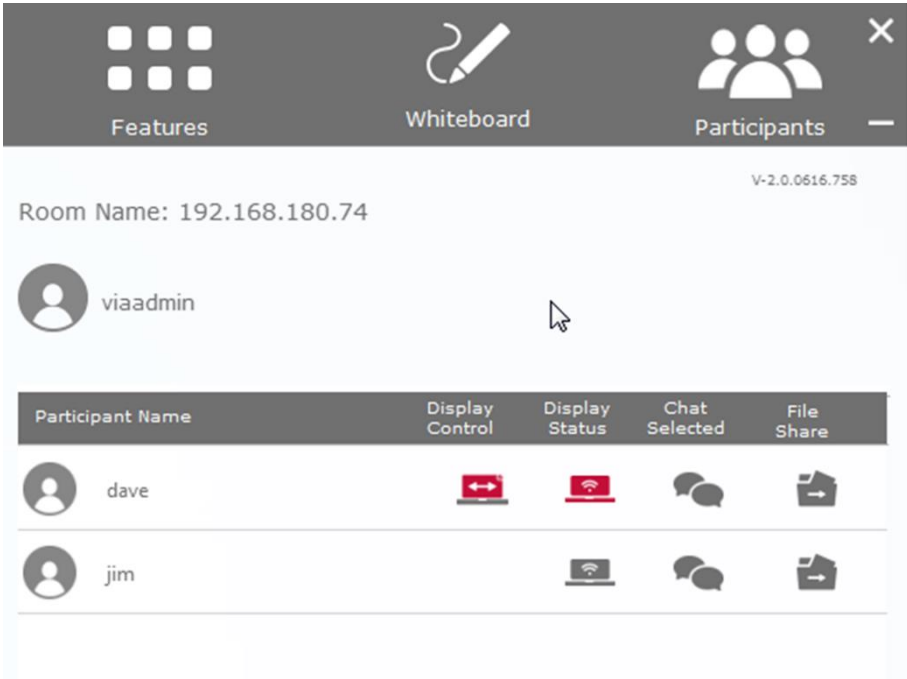 Features
Whiteboard
Participants
V-2.0.0616.758
Room Name: 192.168.180.74
viaadmin
Participant Name
Display Control
Display Status
Chat Selected
File Share
dave
jim